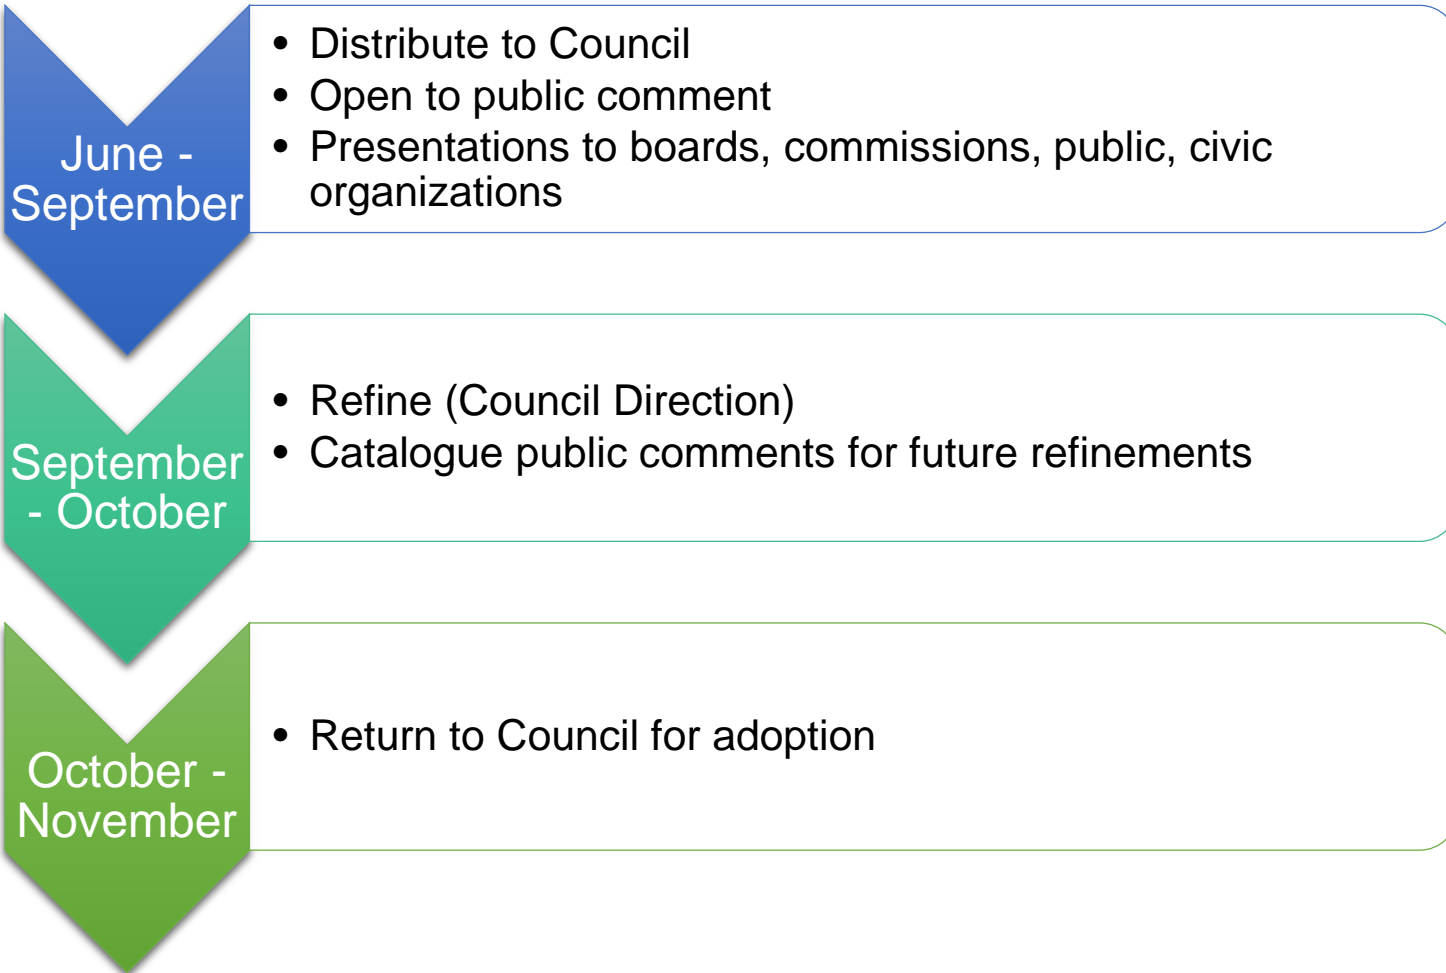 June -
September
• Distribute to Council
• Open to public comment
• Presentations to boards, commissions, public, civic
organizations
September
- October
• Refine (Council Direction)
• Catalogue public comments for future refinements
October -
November
• Return to Council for adoption